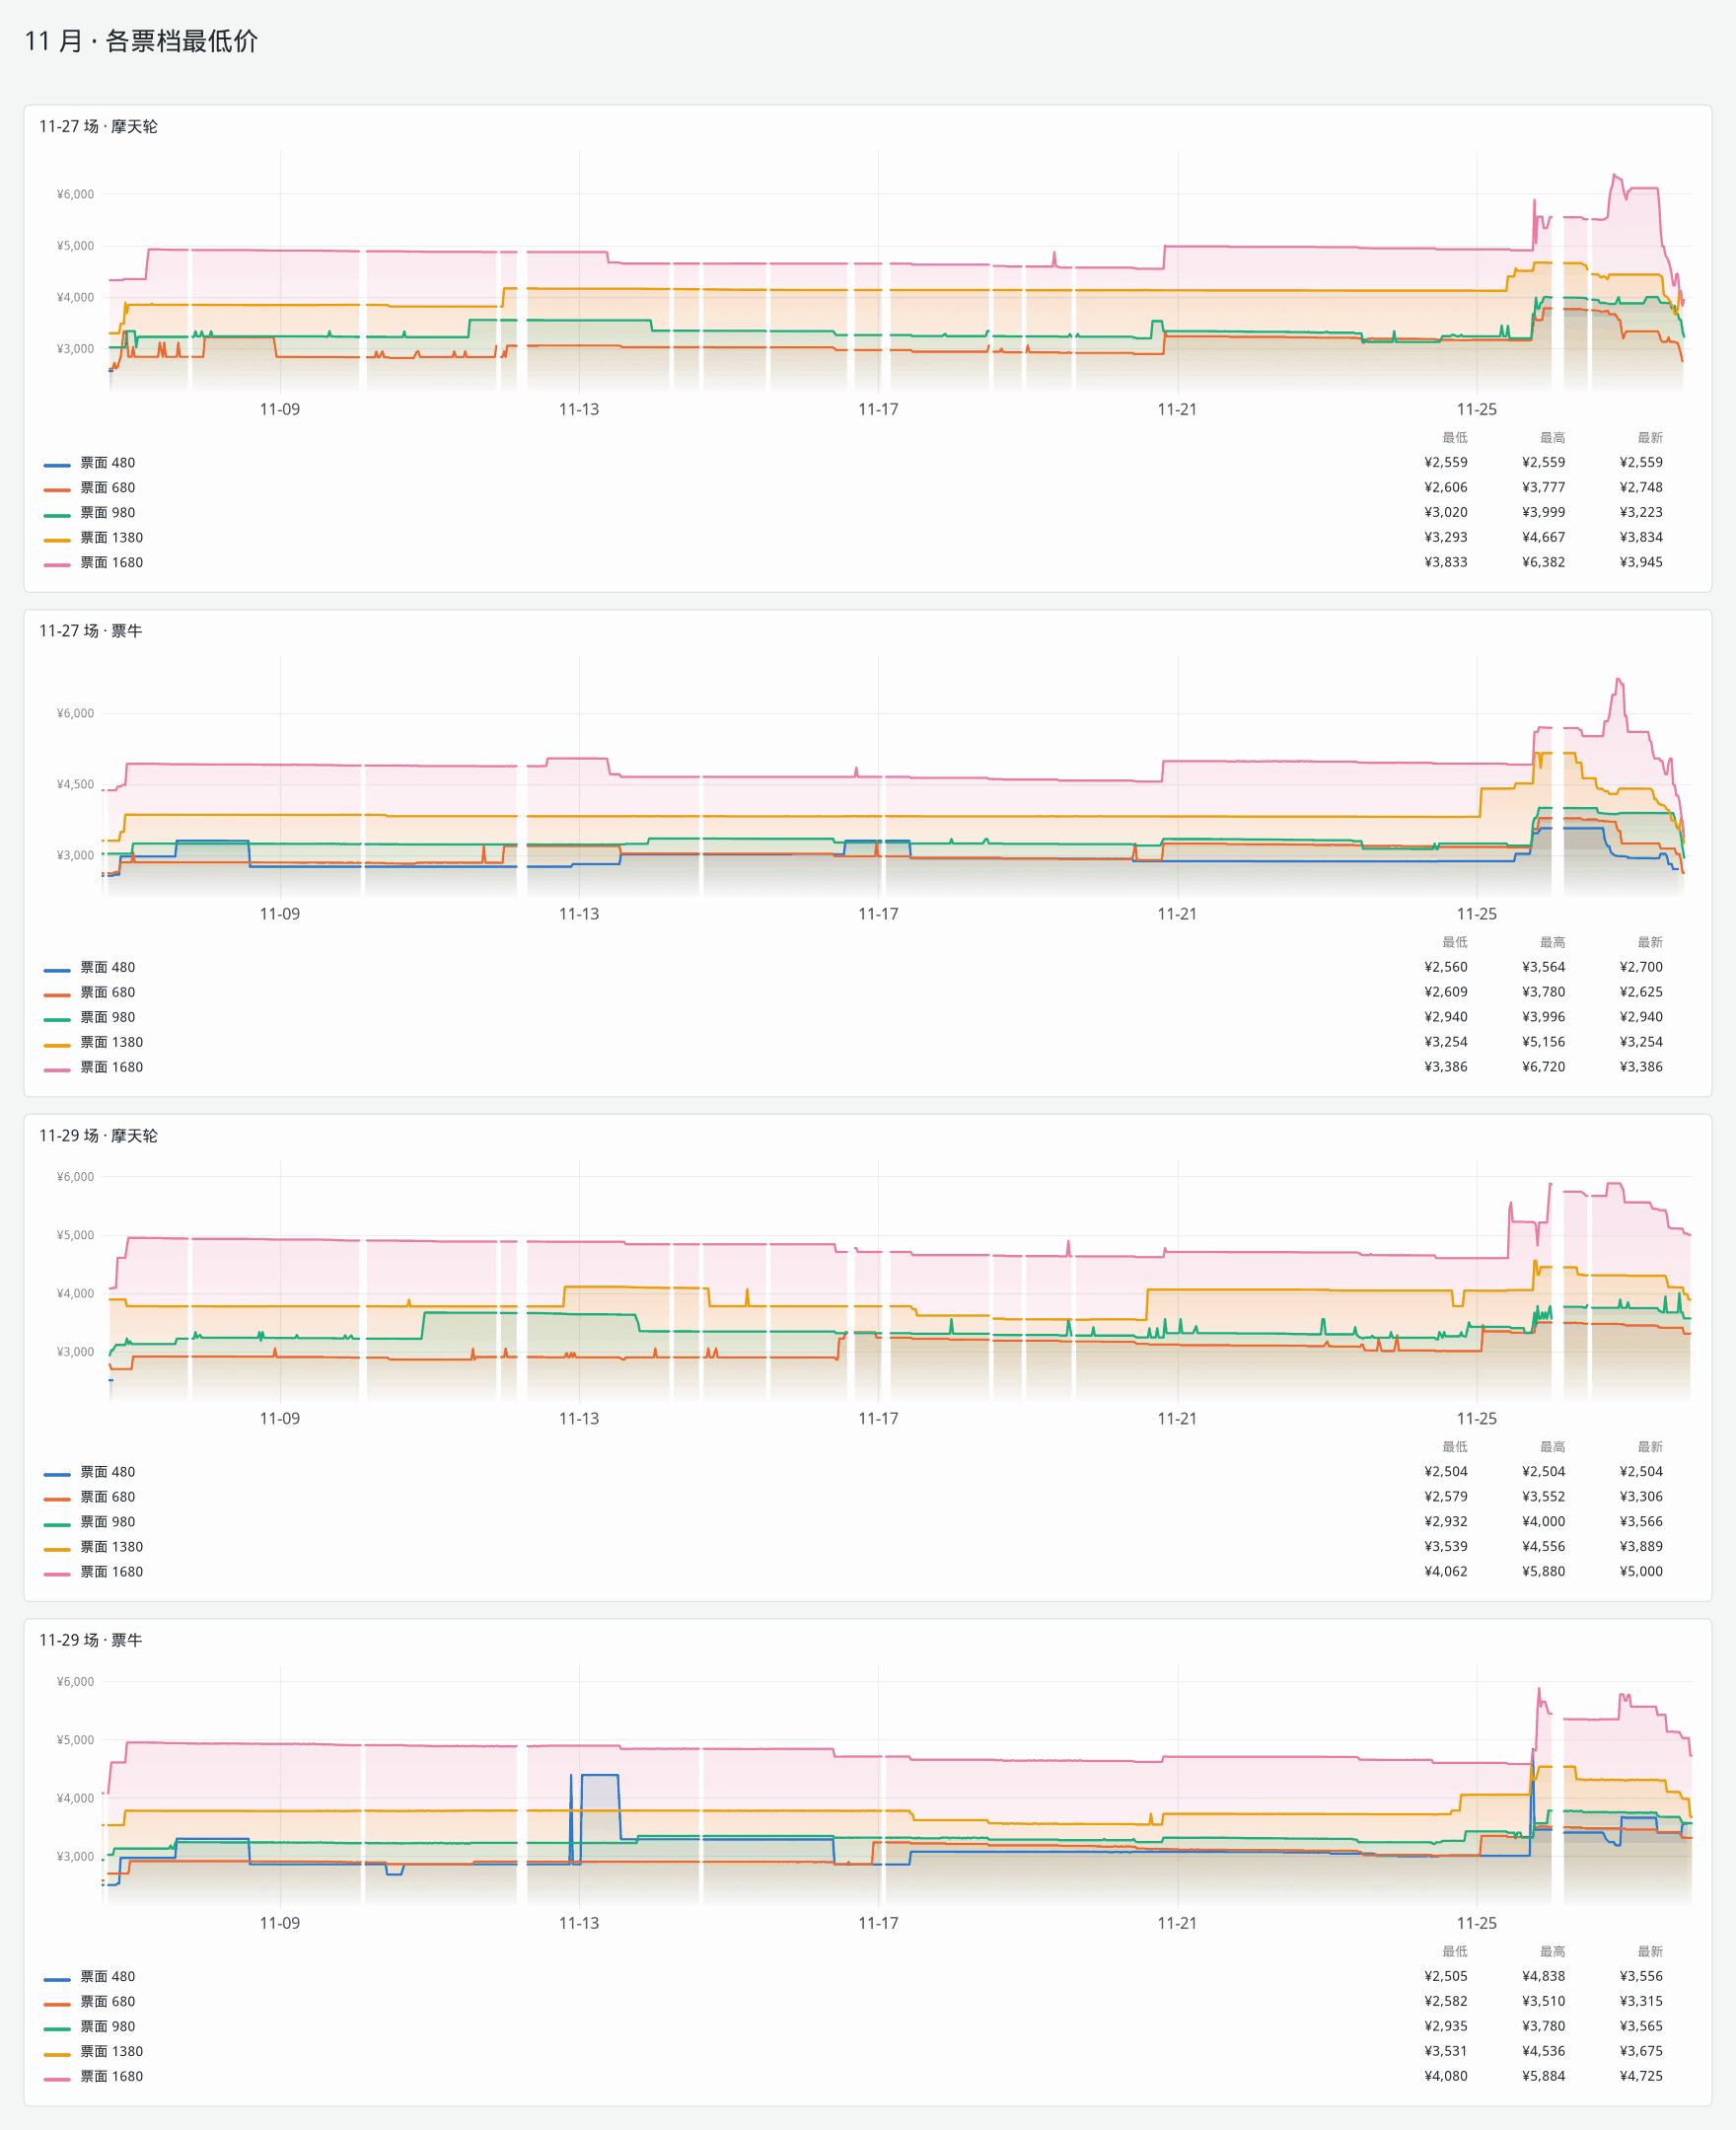 11 月 · 各票档最低价
11-27 场 · 摩天轮
¥6,000
¥5,000
¥4,000
¥3,000
11-09 11-13 11-17 11-21 11-25
最低 最高 最新
票面 480 ¥2,559 ¥2,559 ¥2,559
票面 680 ¥2,606 ¥3,777 ¥2,748
票面 980 ¥3,020 ¥3,999 ¥3,223
票面 1380 ¥3,293 ¥4,667 ¥3,834
票面 1680 ¥3,833 ¥6,382 ¥3,945
11-27 场 · 票牛
¥6,000
¥4,500
¥3,000
11-09 11-13 11-17 11-21 11-25
最低 最高 最新
票面 480 ¥2,560 ¥3,564 ¥2,700
票面 680 ¥2,609 ¥3,780 ¥2,625
票面 980 ¥2,940 ¥3,996 ¥2,940
票面 1380 ¥3,254 ¥5,156 ¥3,254
票面 1680 ¥3,386 ¥6,720 ¥3,386
11-29 场 · 摩天轮
¥6,000
¥5,000
¥4,000
¥3,000
11-09 11-13 11-17 11-21 11-25
最低 最高 最新
票面 480 ¥2,504 ¥2,504 ¥2,504
票面 680 ¥2,579 ¥3,552 ¥3,306
票面 980 ¥2,932 ¥4,000 ¥3,566
票面 1380 ¥3,539 ¥4,556 ¥3,889
票面 1680 ¥4,062 ¥5,880 ¥5,000
11-29 场 · 票牛
¥6,000
¥5,000
¥4,000
¥3,000
11-09 11-13 11-17 11-21 11-25
最低 最高 最新
票面 480 ¥2,505 ¥4,838 ¥3,556
票面 680 ¥2,582 ¥3,510 ¥3,315
票面 980 ¥2,935 ¥3,780 ¥3,565
票面 1380 ¥3,531 ¥4,536 ¥3,675
票面 1680 ¥4,080 ¥5,884 ¥4,725